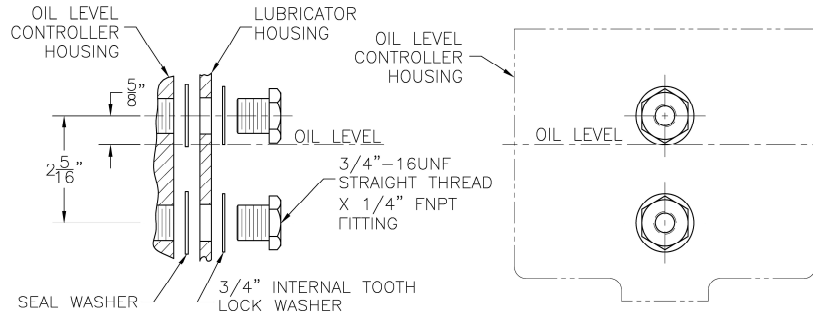 OIL LEVEL
CONTROLLER
HOUSING
LUBRICATOR
HOUSING
5/8"
OIL LEVEL
2 5/16"
3/4"-16UNF
STRAIGHT THREAD
X 1/4" FNPT
FITTING
SEAL WASHER
3/4" INTERNAL TOOTH
LOCK WASHER
OIL LEVEL
CONTROLLER
HOUSING
OIL LEVEL